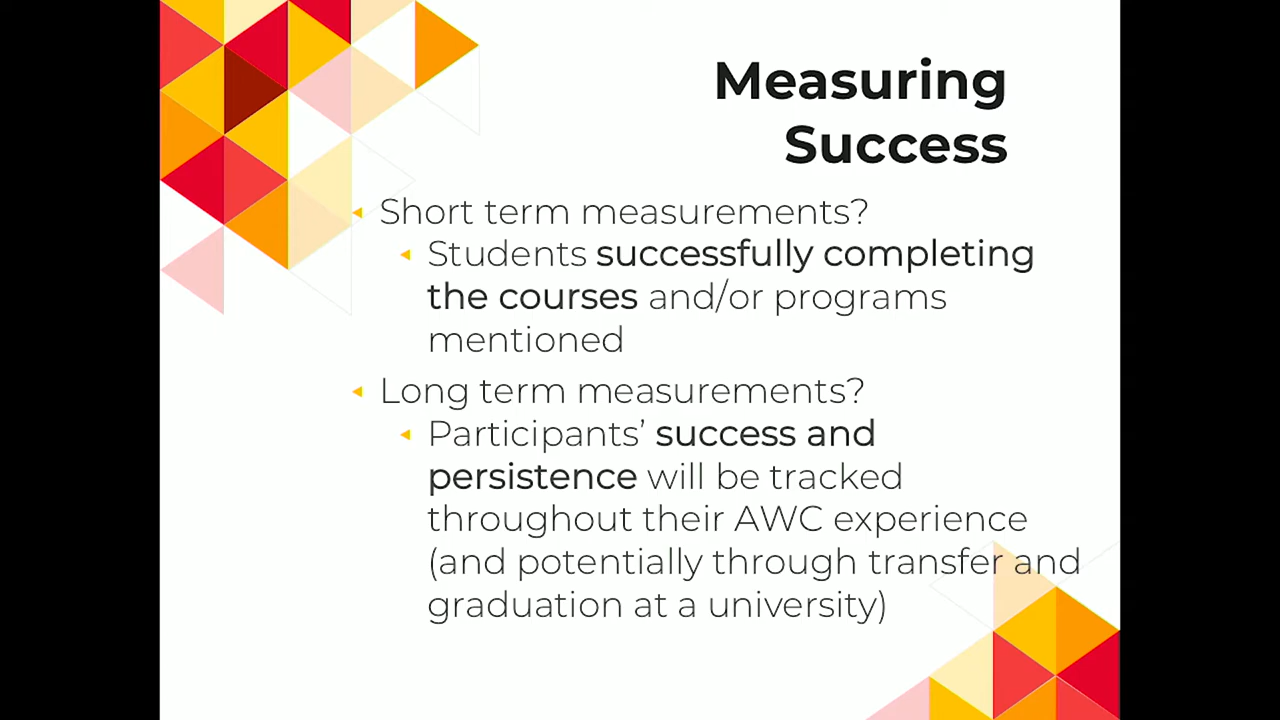 Measuring
Success
Short term measurements?
Students successfully completing
the courses and/or programs
mentioned
Long term measurements?
Participants’ success and
persistence will be tracked
throughout their AWC experience
(and potentially through transfer and
graduation at a university)